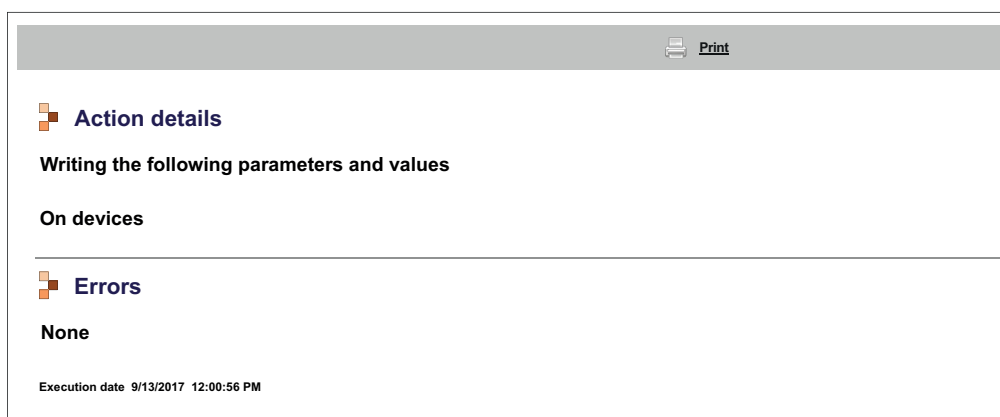 Print
Action details
Writing the following parameters and values
On devices
Errors
None
Execution date 9/13/2017 12:00:56 PM